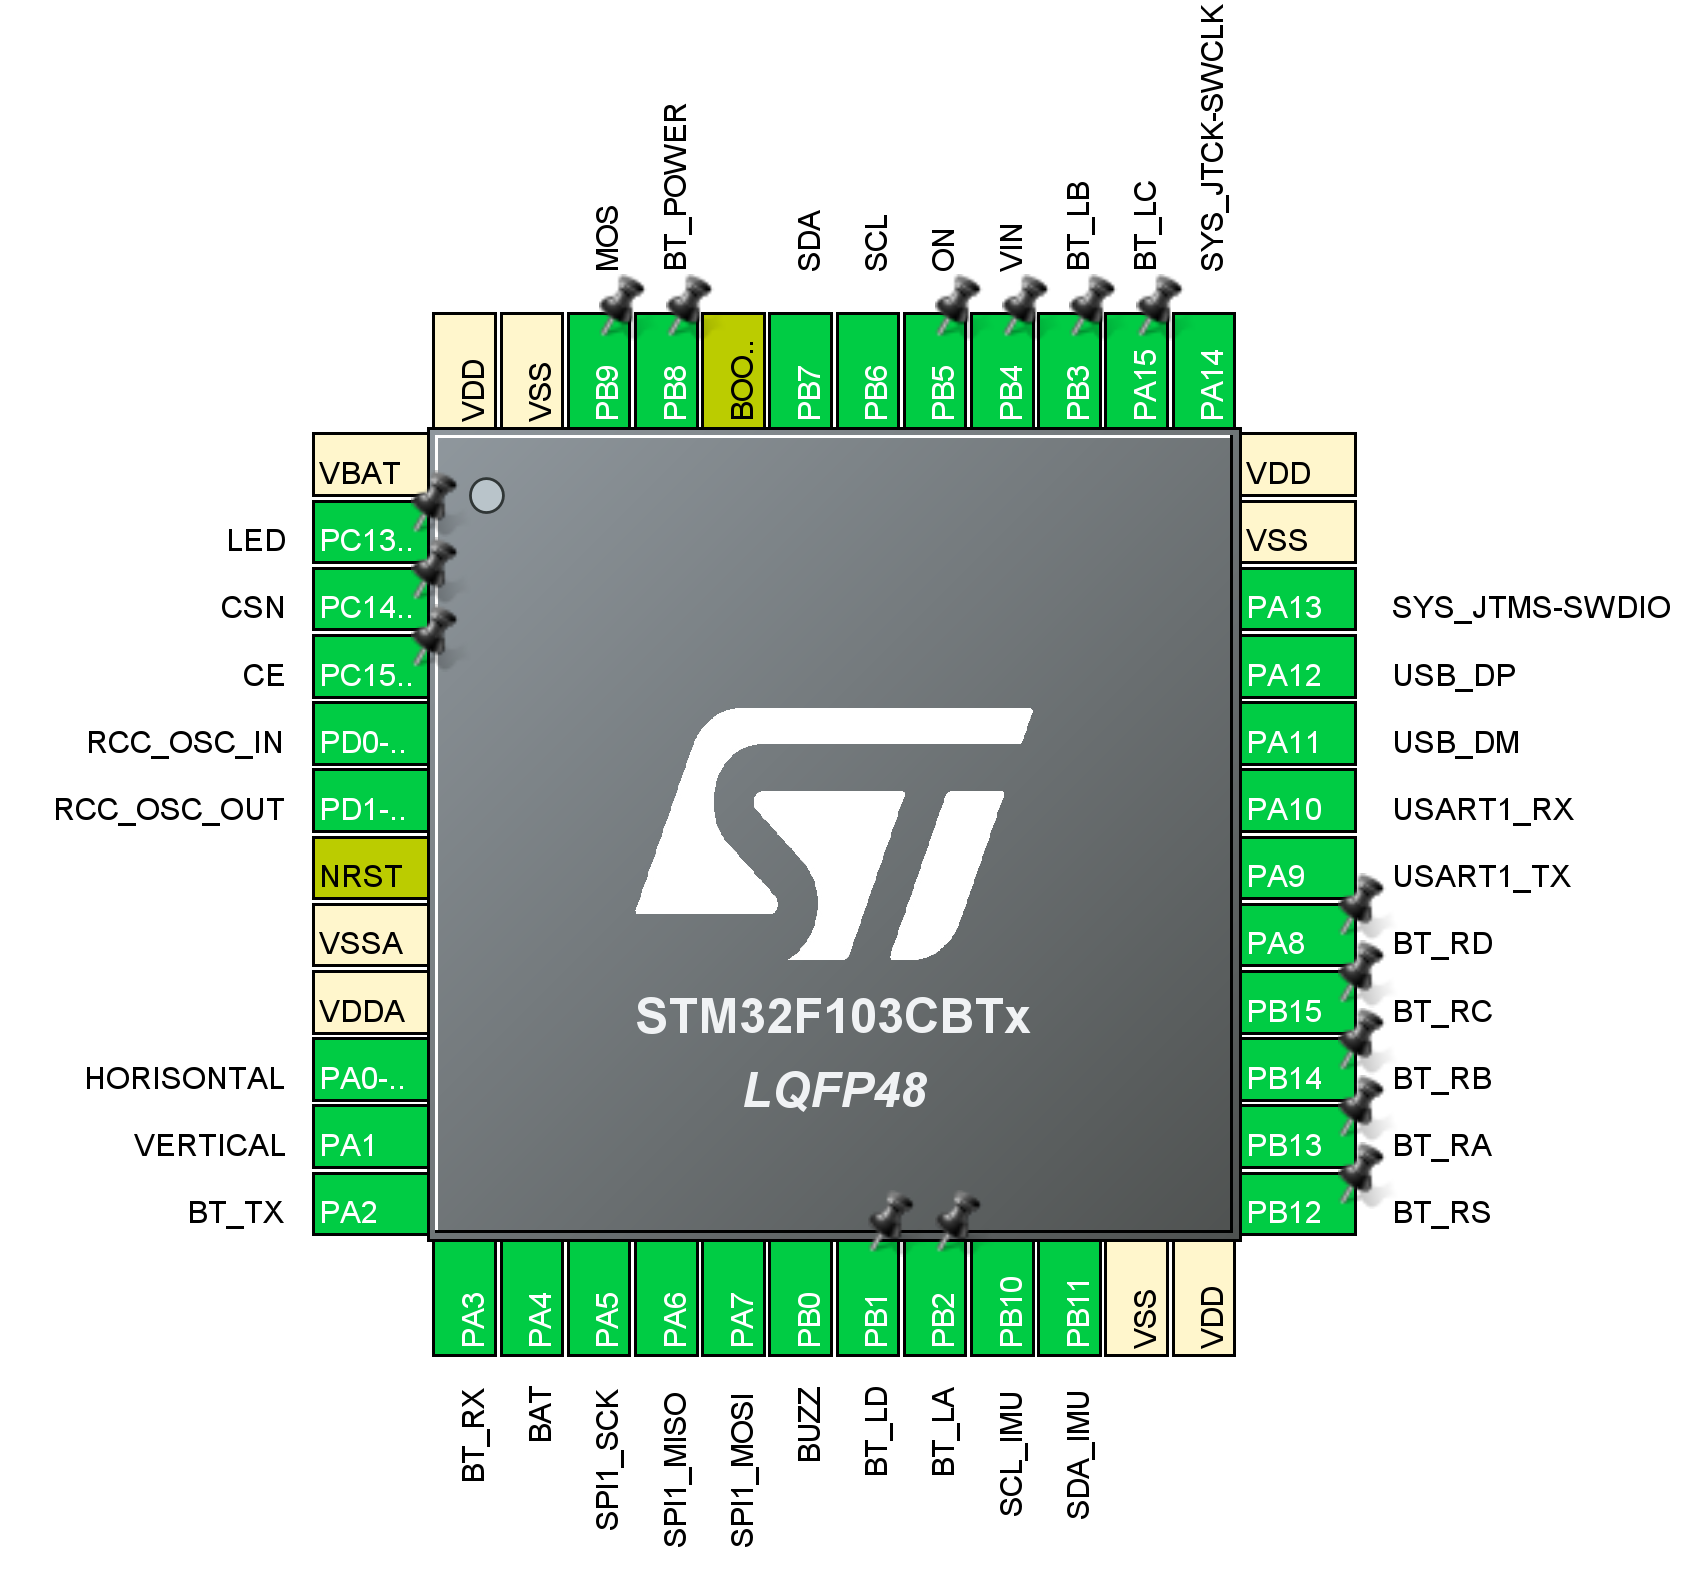 MOS
BT_POWER
SDA
SCL
ON
VIN
BT_LB
BT_LC
SYS_JTCK-SWCLK
VDD
VSS
PB9
PB8
BOO..
PB7
PB6
PB5
PB4
PB3
PA15
PA14
VBAT
LED PC13..
CSN PC14..
CE PC15..
RCC_OSC_IN PD0-..
RCC_OSC_OUT PD1-..
NRST
VSSA
VDDA
HORISONTAL PA0-..
VERTICAL PA1
BT_TX PA2
ST
STM32F103CBTx
LQFP48
VDD
VSS
PA13 SYS_JTMS-SWDIO
PA12 USB_DP
PA11 USB_DM
PA10 USART1_RX
PA9 USART1_TX
PA8 BT_RD
PB15 BT_RC
PB14 BT_RB
PB13 BT_RA
PB12 BT_RS
PA3
PA4
PA5
PA6
PA7
PB0
PB1
PB2
PB10
PB11
VSS
VDD
BT_RX
BAT
SPI1_SCK
SPI1_MISO
SPI1_MOSI
BUZZ
BT_LD
BT_LA
SCL_IMU
SDA_IMU